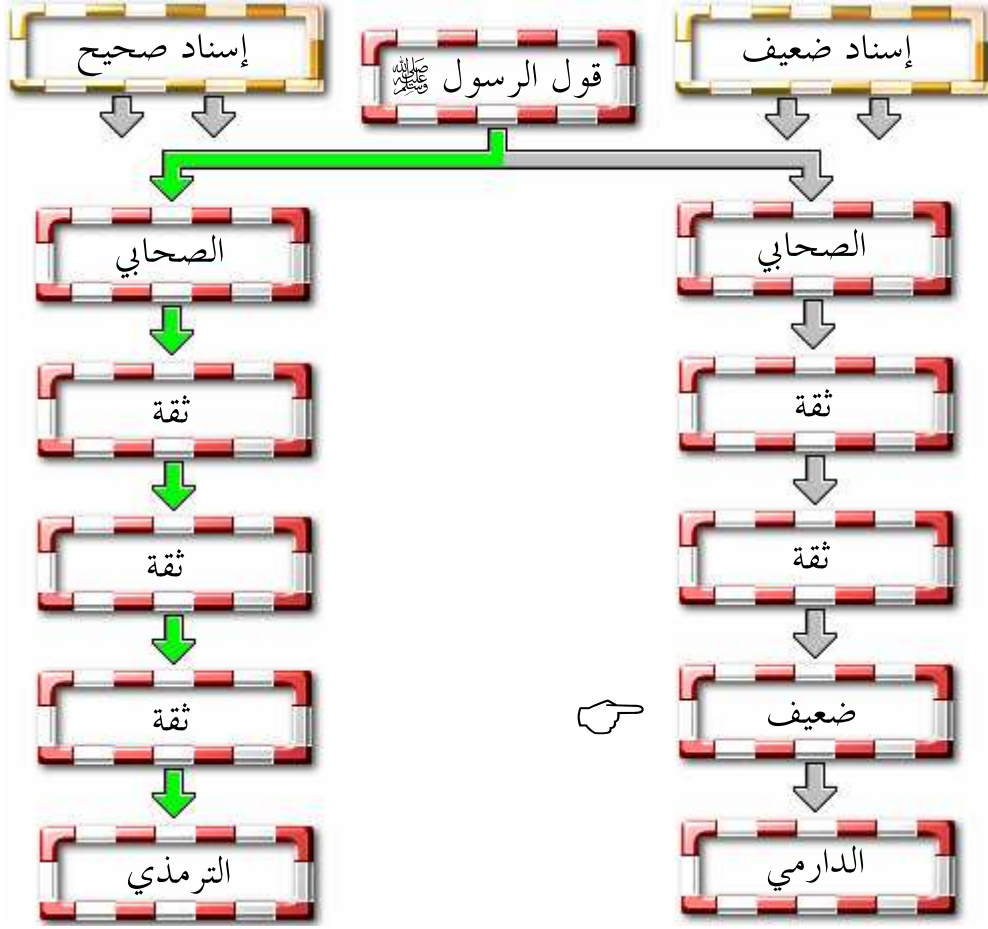 إسناد ضعيف
قول الرسول ﷺ
إسناد صحيح
الصحابي
ثقة
ثقة
ضعيف
الدارمي
الصحابي
ثقة
ثقة
ثقة
الترمذي